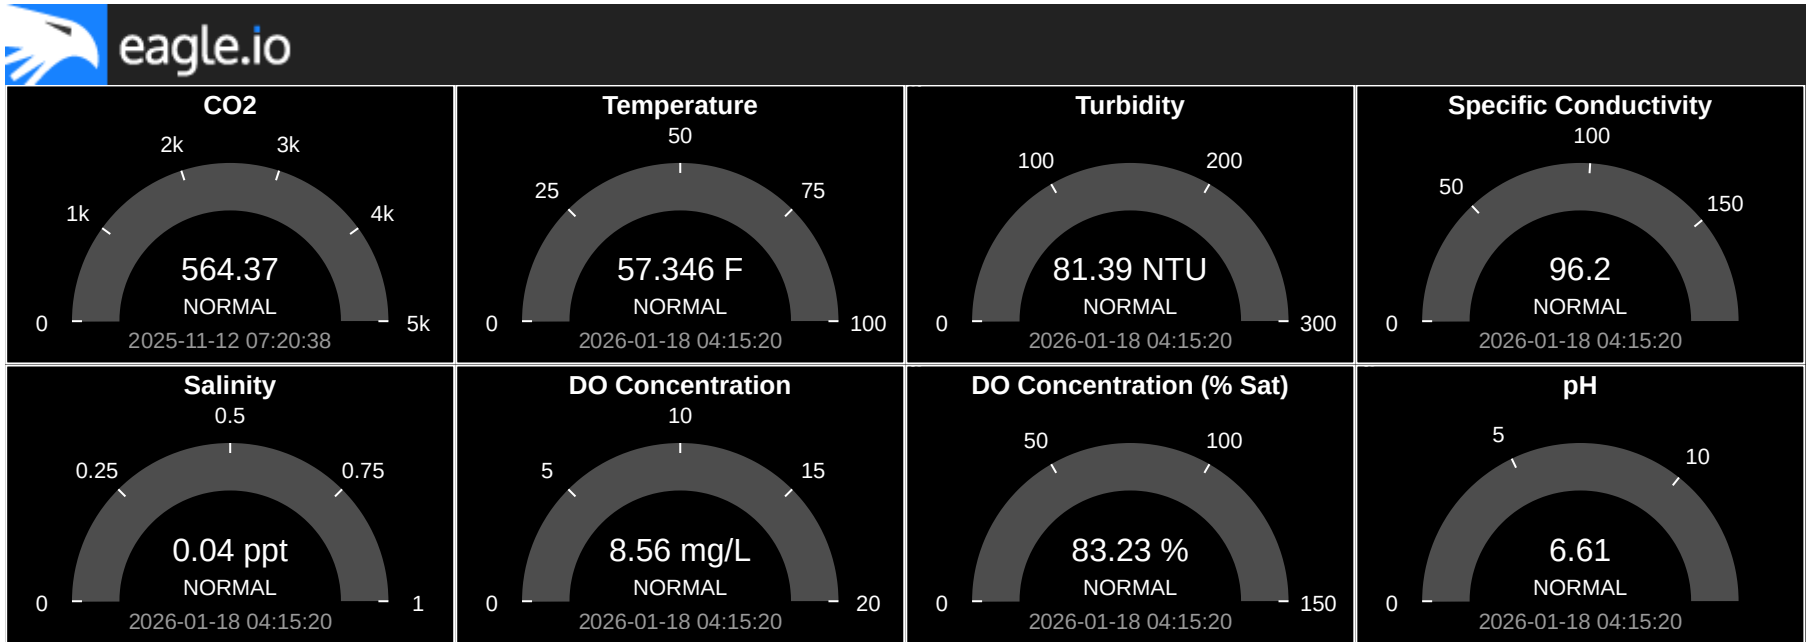 eagle.io
CO2
2k
3k
1k
4k
564.37
NORMAL
0
5k
2025-11-12 07:20:38
Temperature
50
25
75
57.346 F
NORMAL
0
100
2026-01-18 04:15:20
Turbidity
100
200
81.39 NTU
NORMAL
0
300
2026-01-18 04:15:20
Specific Conductivity
100
50
150
96.2
NORMAL
0
2026-01-18 04:15:20
Salinity
0.5
0.25
0.75
0.04 ppt
NORMAL
0
1
2026-01-18 04:15:20
DO Concentration
10
5
15
8.56 mg/L
NORMAL
0
20
2026-01-18 04:15:20
DO Concentration (% Sat)
50
100
83.23 %
NORMAL
0
150
2026-01-18 04:15:20
pH
5
10
6.61
NORMAL
0
2026-01-18 04:15:20